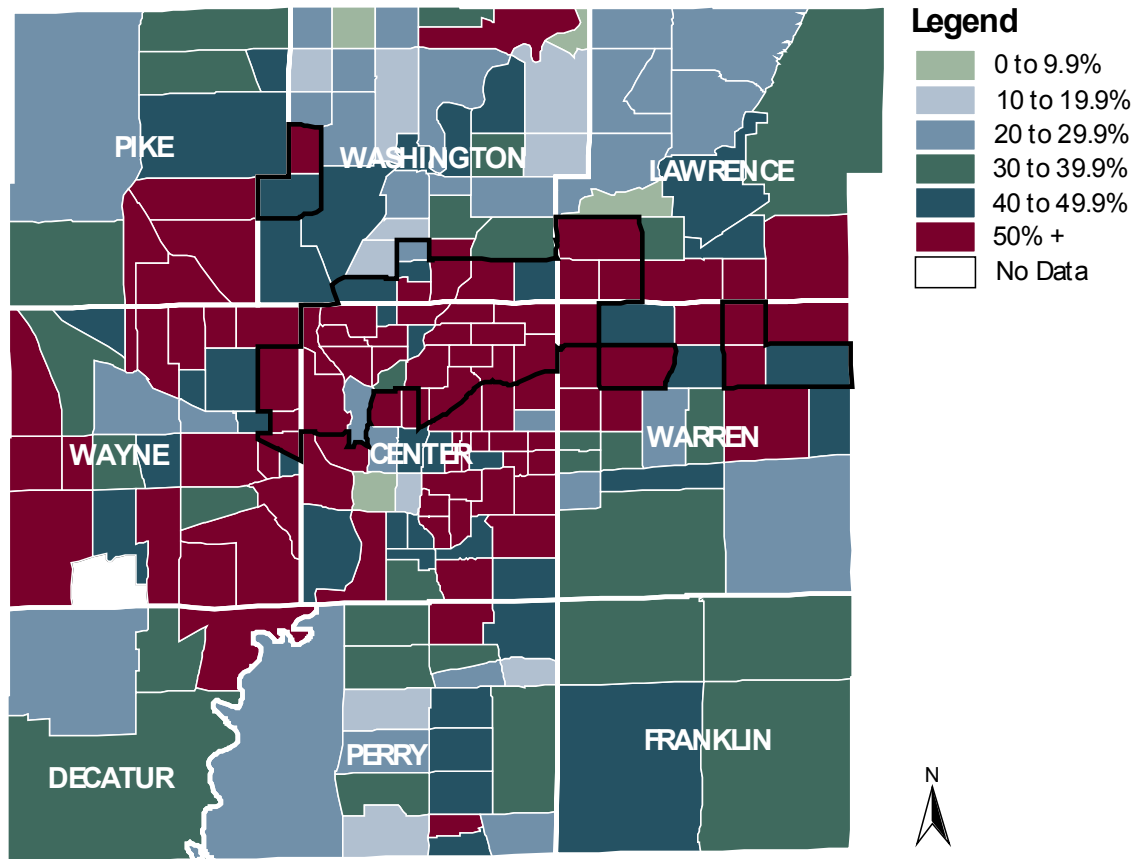 Legend
0 to 9.9%
10 to 19.9%
20 to 29.9%
30 to 39.9%
40 to 49.9%
50% +
No Data
PIKE
WASHINGTON
LAWRENCE
WAYNE
CENTER
WARREN
DECATUR
PERRY
FRANKLIN
N